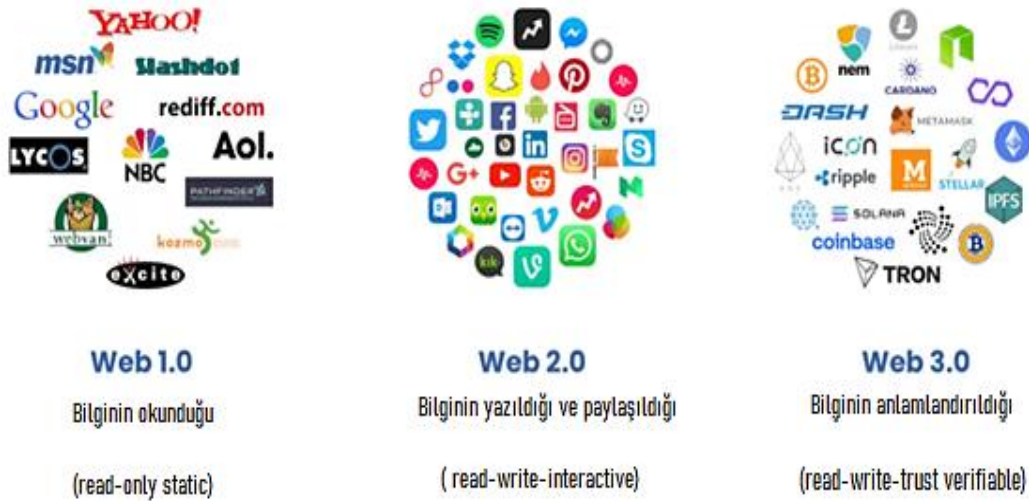 YAHOO!
msn
Slashdot
Google
rediff.com
LYCOS
NBC
Aol.
PATHFINDER
webvan
kozmo
excite
G+
in
kik
nem
CARDANO
DASH
METAMASK
icon
ripple
M
STELLAR
IPFS
SOLANA
coinbase
TRON
Web 1.0
Bilginin okunduğu
(read-only static)
Web 2.0
Bilginin yazıldığı ve paylaşıldığı
( read-write-interactive)
Web 3.0
Bilginin anlamlandırıldığı
(read-write-trust verifiable)